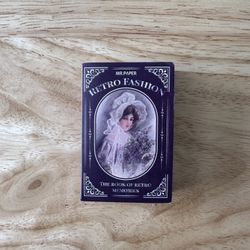 MR.PAPER
RETRO FASHION
THE BOOK OF RETRO
MEMORIES